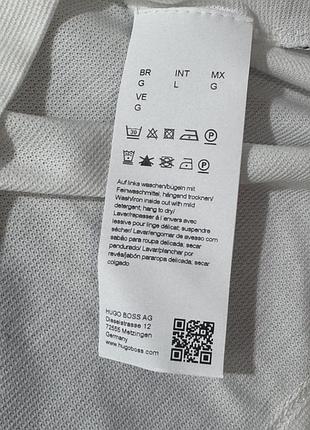 BR INT MX
G L G
VE
G
30 P
P
Auf links waschen/bügeln mit
Feinwaschmittel, hängend trocknen/
Wash/iron inside out with mild
detergent, hang to dry/
Laver/repasser à l envers avec
lessive pour linge délicat; suspendre
sécher/ Lavar/engomar de avesso com
sabão para roupa delicada, secar
pendurado/ Lavar/planchar por
revés/jabón pararopa delicada, secar
colgado
HUGO BOSS AG
Dieselstrasse 12
72555 Metzingen
Germany
www.hugoboss.com